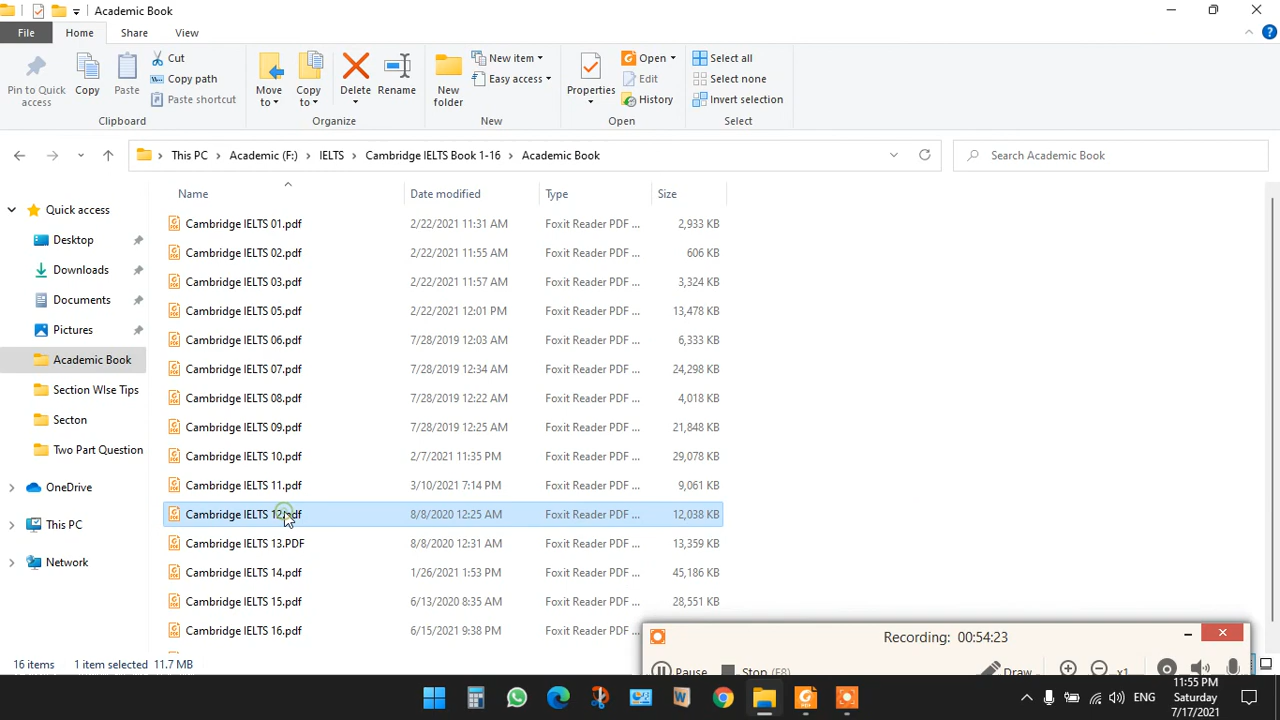 Academic Book
File Home Share View
Pin to Quick access
Copy
Paste
Cut
Copy path
Paste shortcut
Clipboard
Move to
Copy to
Delete
Rename
Organize
New folder
New item
Easy access
New
Properties
Open
Edit
History
Open
Select all
Select none
Invert selection
Select
This PC > Academic (F:) > IELTS > Cambridge IELTS Book 1-16 > Academic Book
Search Academic Book
Quick access
Desktop
Downloads
Documents
Pictures
Academic Book
Section WIse Tips
Secton
Two Part Question
OneDrive
This PC
Network
Name Date modified Type Size
Cambridge IELTS 01.pdf 2/22/2021 11:31 AM Foxit Reader PDF ... 2,933 KB
Cambridge IELTS 02.pdf 2/22/2021 11:55 AM Foxit Reader PDF ... 606 KB
Cambridge IELTS 03.pdf 2/22/2021 11:57 AM Foxit Reader PDF ... 3,324 KB
Cambridge IELTS 05.pdf 2/22/2021 12:01 PM Foxit Reader PDF ... 13,478 KB
Cambridge IELTS 06.pdf 7/28/2019 12:03 AM Foxit Reader PDF ... 6,333 KB
Cambridge IELTS 07.pdf 7/28/2019 12:34 AM Foxit Reader PDF ... 24,298 KB
Cambridge IELTS 08.pdf 7/28/2019 12:22 AM Foxit Reader PDF ... 4,018 KB
Cambridge IELTS 09.pdf 7/28/2019 12:25 AM Foxit Reader PDF ... 21,848 KB
Cambridge IELTS 10.pdf 2/7/2021 11:35 PM Foxit Reader PDF ... 29,078 KB
Cambridge IELTS 11.pdf 3/10/2021 7:14 PM Foxit Reader PDF ... 9,061 KB
Cambridge IELTS 12.pdf 8/8/2020 12:25 AM Foxit Reader PDF ... 12,038 KB
Cambridge IELTS 13.PDF 8/8/2020 12:31 AM Foxit Reader PDF ... 13,359 KB
Cambridge IELTS 14.pdf 1/26/2021 1:53 PM Foxit Reader PDF ... 45,186 KB
Cambridge IELTS 15.pdf 6/13/2020 8:35 AM Foxit Reader PDF ... 28,551 KB
Cambridge IELTS 16.pdf 6/15/2021 9:38 PM Foxit Reader PDF ...
16 items 1 item selected 11.7 MB
Recording: 00:54:23
Pause Stop (F8) Draw x1
ENG
11:55 PM
Saturday
7/17/2021